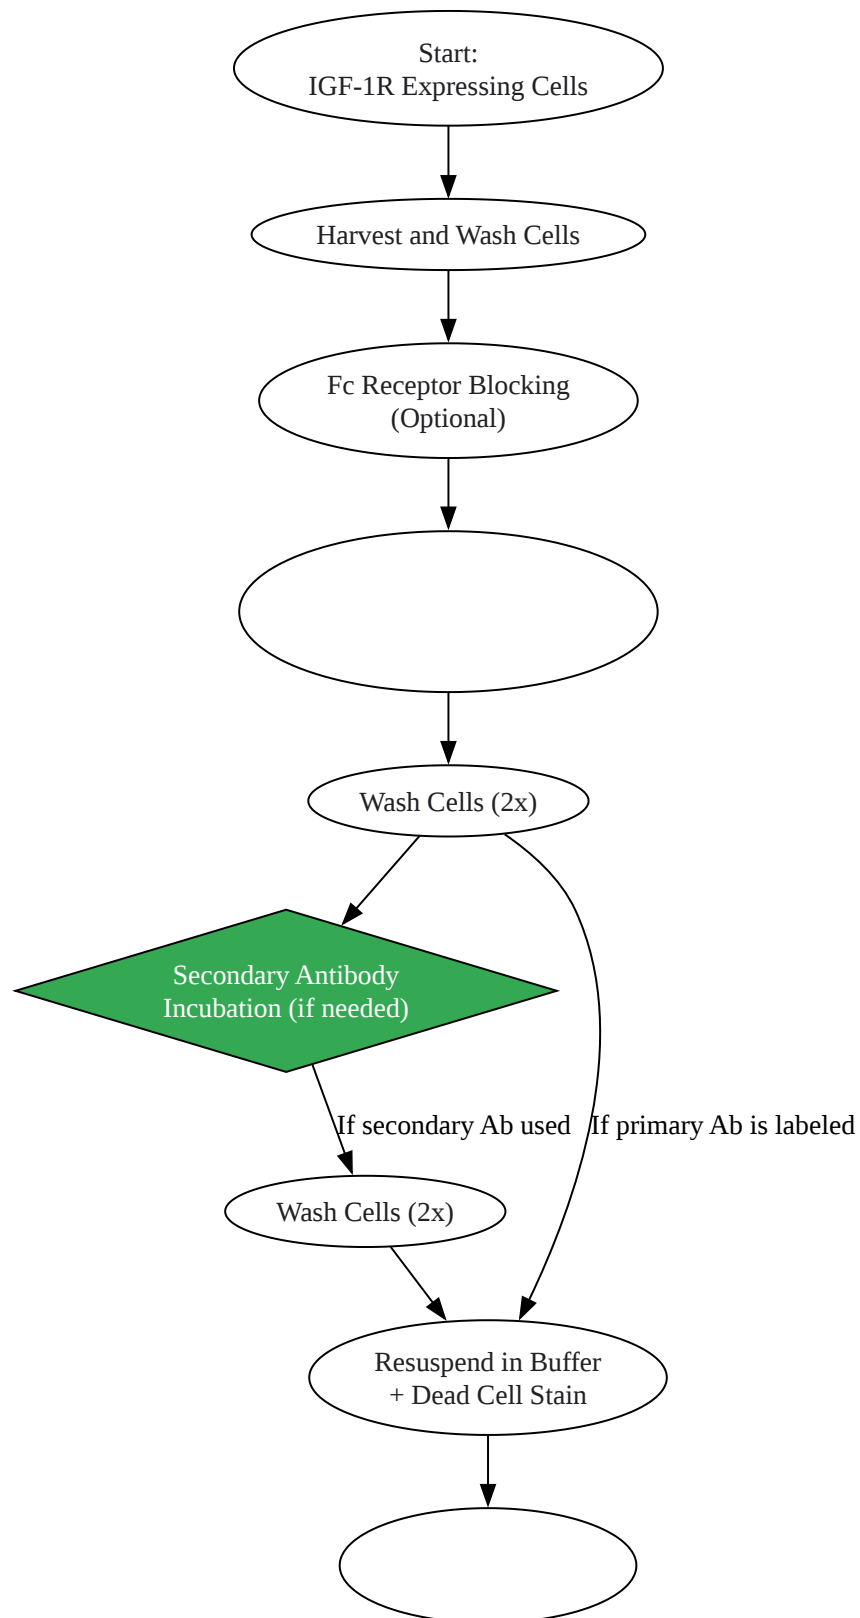 Start:
IGF-1R Expressing Cells
Harvest and Wash Cells
Fc Receptor Blocking
(Optional)
Wash Cells (2x)
Secondary Antibody
Incubation (if needed)
If secondary Ab used
If primary Ab is labeled
Wash Cells (2x)
Resuspend in Buffer
+ Dead Cell Stain